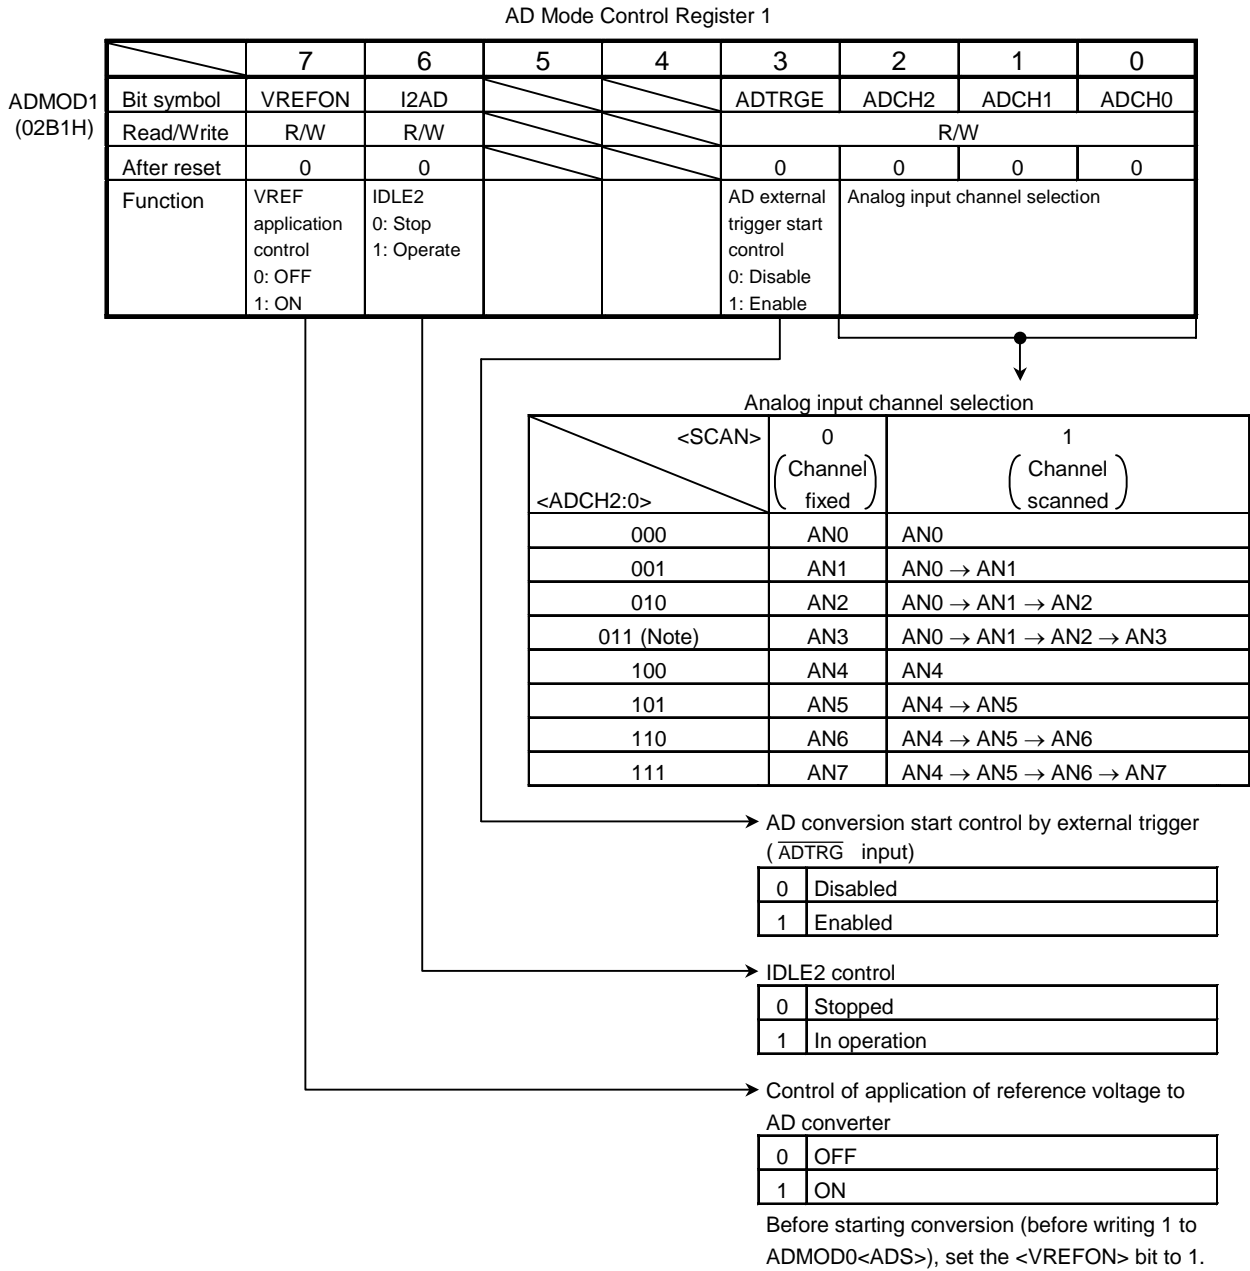 AD Mode Control Register 1
7 6 5 4 3 2 1 0
ADMOD1 Bit symbol VREFON I2AD ADTRGE ADCH2 ADCH1 ADCH0
(02B1H) Read/Write R/W R/W R/W
After reset 0 0 0 0 0 0
Function VREF IDLE2 AD external Analog input channel selection
application 0: Stop trigger start
control 1: Operate control
0: OFF 0: Disable
1: ON 1: Enable
Analog input channel selection
<SCAN> 0 1
Channel Channel
<ADCH2:0> fixed scanned
000 AN0 AN0
001 AN1 AN0 → AN1
010 AN2 AN0 → AN1 → AN2
011 (Note) AN3 AN0 → AN1 → AN2 → AN3
100 AN4 AN4
101 AN5 AN4 → AN5
110 AN6 AN4 → AN5 → AN6
111 AN7 AN4 → AN5 → AN6 → AN7
AD conversion start control by external trigger
( ADTRG input)
0 Disabled
1 Enabled
IDLE2 control
0 Stopped
1 In operation
Control of application of reference voltage to
AD converter
0 OFF
1 ON
Before starting conversion (before writing 1 to
ADMOD0<ADS>), set the <VREFON> bit to 1.